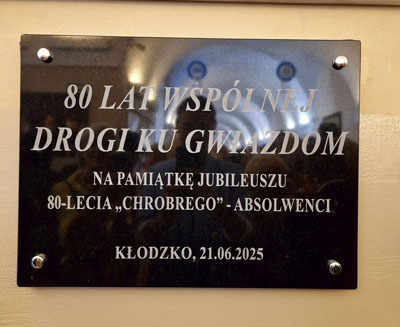 80 LAT WSPÓLNEJ
DROGI KU GWIAZDOM
NA PAMIĄTKĘ JUBILEUSZU
80-LECIA „CHROBREGO” - ABSOLWENCI
KŁODZKO, 21.06.2025